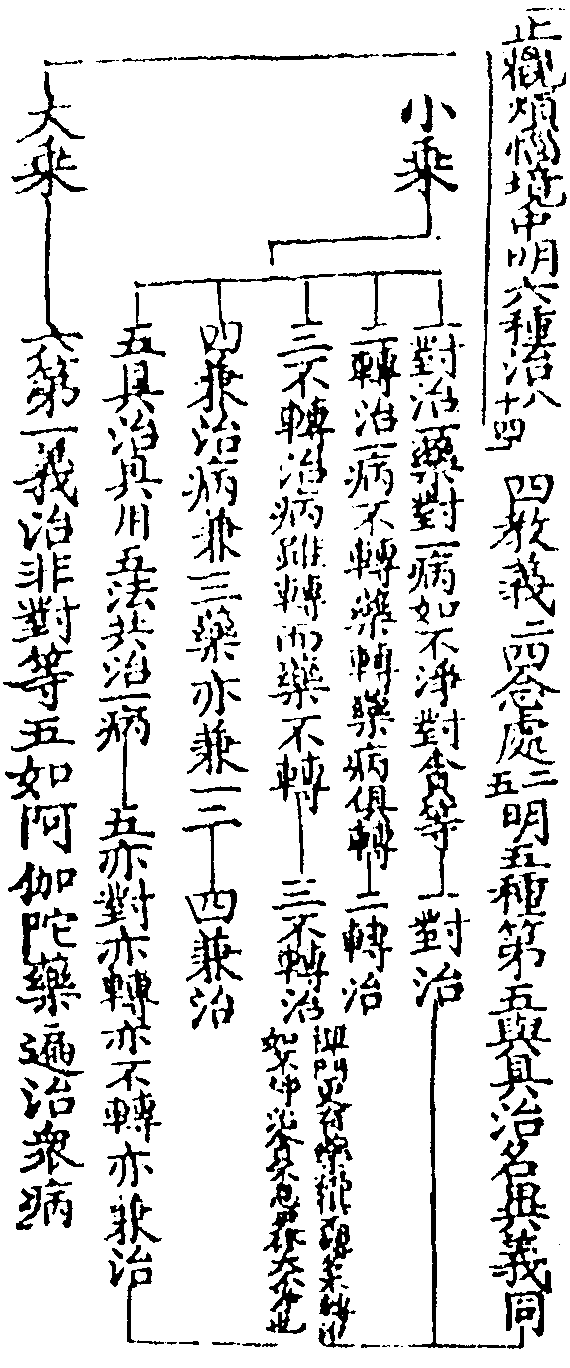 止觀煩惱境中明六種治八十四 四教義二四念處二五明五種第五與具治名異義同
小乘
一對治一藥對一病如不淨對貪等 一對治
二轉治一病不轉藥轉藥病俱轉 二轉治
三不轉治病雖轉而藥不轉 三不轉治
四兼治病兼二三藥亦兼二三 四兼治
五具治具用五法共治一病 五亦對亦轉亦不轉亦兼治
大乘
六第一義治非對等五如阿伽陀藥遍治衆病